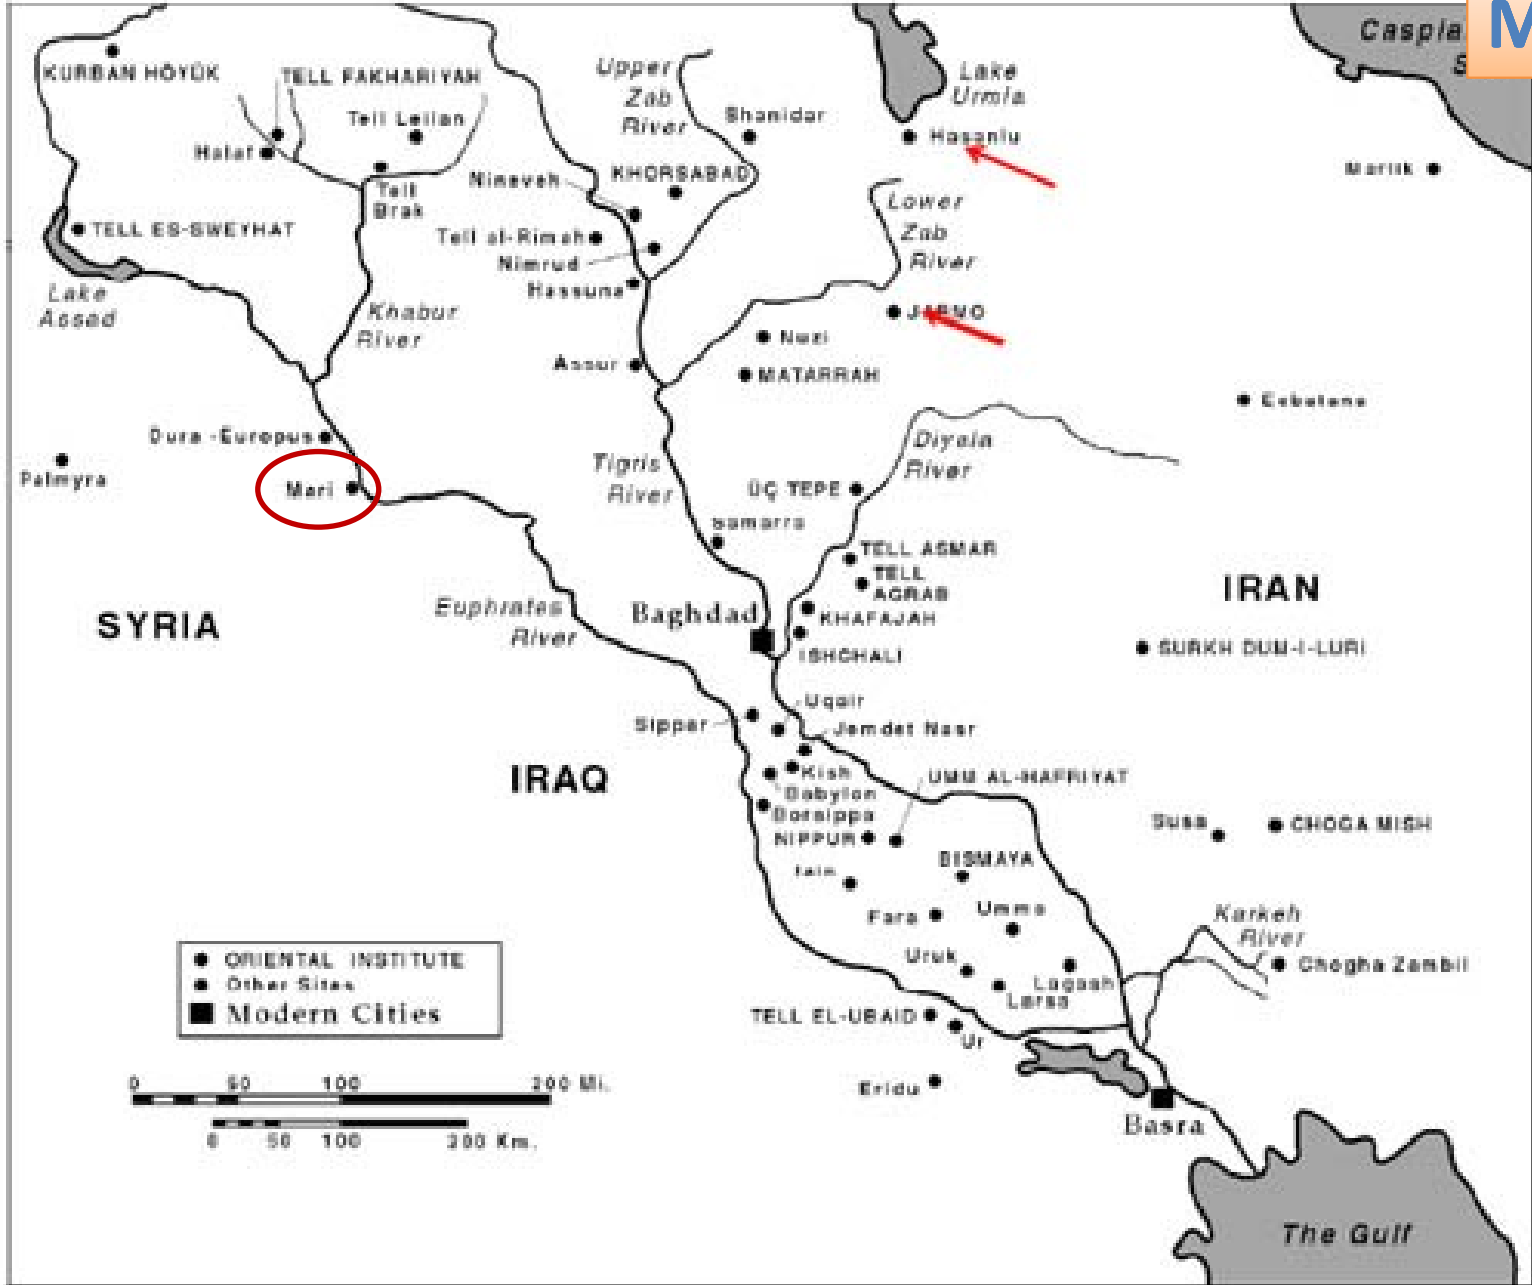 M
Caspia
S
KURBAN HÖYÜK
TELL FAKHARIYAH
Tell Leilan
Halaf
Tell
Brak
Upper
Zab
River
Shanidar
Lake
Urmia
Hasanlu
Marlik
Nineveh
KHORSABAD
TELL ES-SWEYHAT
Tell al-Rimah
Nimrud
Hassuna
Lower
Zab
River
Lake
Assad
Khabur
River
JARMO
Nuzi
Assur
MATARRAH
Ecbatana
Dura-Europus
Palmyra
Mari
Tigris
River
Diyala
River
ÜÇ TEPE
Samarra
TELL ASMAR
TELL
AGRAB
KHAFAJAH
ISHCHALI
Euphrates
River
Baghdad
SYRIA
IRAN
SURKH DUM-I-LURI
Uqair
Sippar
Jemdet Nasr
IRAQ
Kish
Babylon
Borsippa
UMM AL-HAFRIYAT
NIPPUR
Susa
CHOGA MISH
BISMAYA
Isin
Fara
Umma
Uruk
Lagash
Larsa
Karkeh
River
Chogha Zambil
TELL EL-UBAID
Ur
Eridu
Basra
The Gulf
ORIENTAL INSTITUTE
Other Sites
Modern Cities
0 50 100 200 Mi.
0 50 100 200 Km.